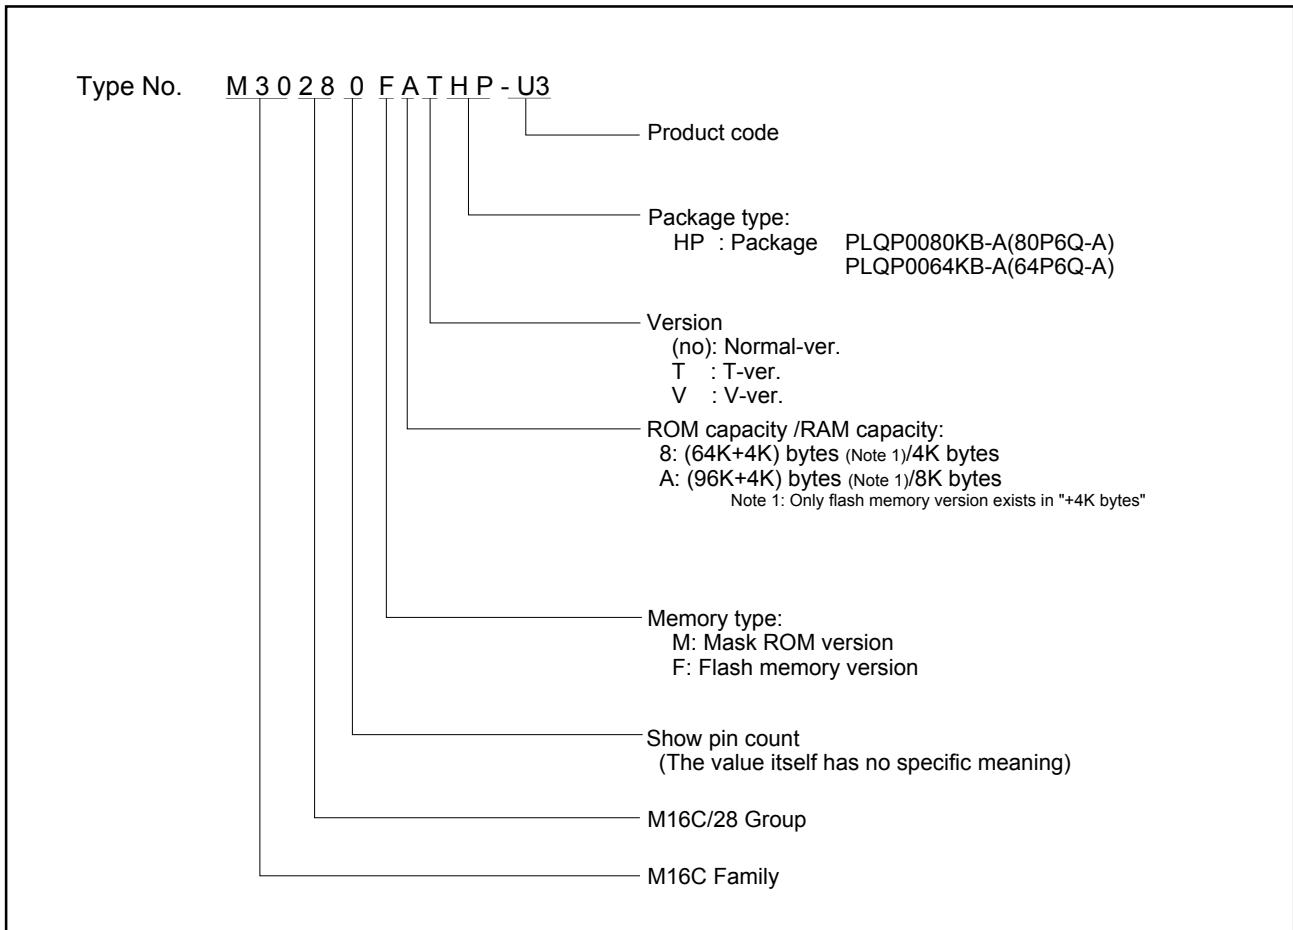 Type No. M 3 0 2 8 0 F A T H P - U3
Product code
Package type:
HP : Package PLQP0080KB-A(80P6Q-A)
PLQP0064KB-A(64P6Q-A)
Version
(no): Normal-ver.
T : T-ver.
V : V-ver.
ROM capacity /RAM capacity:
8: (64K+4K) bytes (Note 1)/4K bytes
A: (96K+4K) bytes (Note 1)/8K bytes
Note 1: Only flash memory version exists in "+4K bytes"
Memory type:
M: Mask ROM version
F: Flash memory version
Show pin count
(The value itself has no specific meaning)
M16C/28 Group
M16C Family